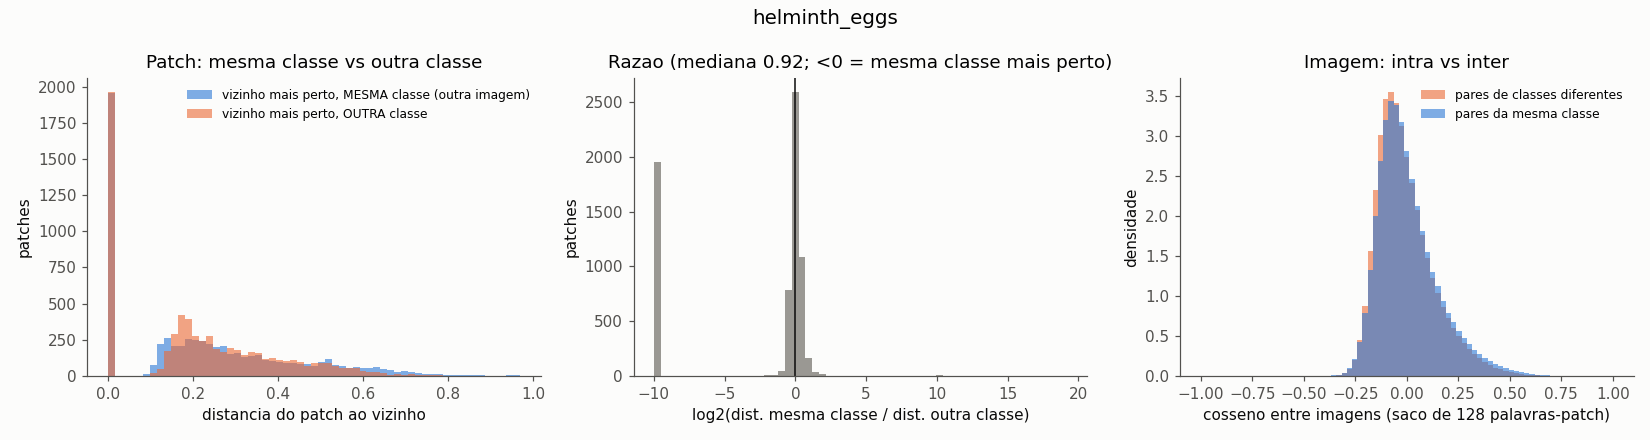 helminth_eggs
Patch: mesma classe vs outra classe
vizinho mais perto, MESMA classe (outra imagem)
vizinho mais perto, OUTRA classe
patches
2000
1750
1500
1250
1000
750
500
250
0
0.0 0.2 0.4 0.6 0.8 1.0
distancia do patch ao vizinho
Razao (mediana 0.92; <0 = mesma classe mais perto)
patches
2500
2000
1500
1000
500
0
−10 −5 0 5 10 15 20
log2(dist. mesma classe / dist. outra classe)
Imagem: intra vs inter
pares de classes diferentes
pares da mesma classe
densidade
3.5
3.0
2.5
2.0
1.5
1.0
0.5
0.0
−1.00 −0.75 −0.50 −0.25 0.00 0.25 0.50 0.75 1.00
cosseno entre imagens (saco de 128 palavras-patch)